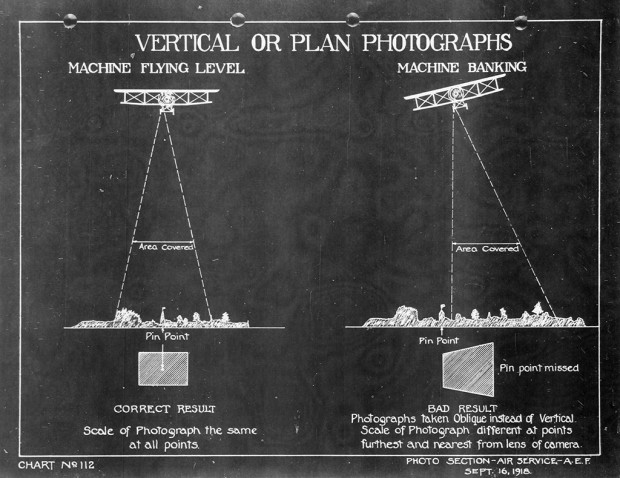 VERTICAL OR PLAN PHOTOGRAPHS
MACHINE FLYING LEVEL
MACHINE BANKING
Area Covered
Area Covered
Pin Point
Pin Point
Pin point missed
CORRECT RESULT
Scale of Photograph the same
at all points.
BAD RESULT
Photographs taken Oblique instead of Vertical.
Scale of Photograph different at points
furthest and nearest from lens of camera.
CHART No 112
PHOTO SECTION-AIR SERVICE-A.E.F.
SEPT. 16, 1918.